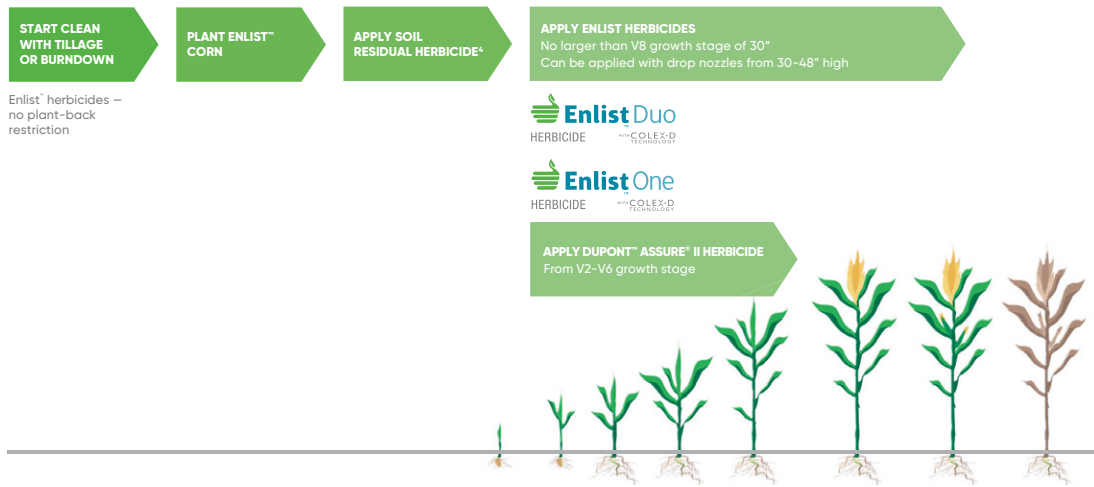 START CLEAN
WITH TILLAGE
OR BURNDOWN
PLANT ENLIST™
CORN
APPLY SOIL
RESIDUAL HERBICIDE⁴
APPLY ENLIST HERBICIDES
No larger than V8 growth stage of 30”
Can be applied with drop nozzles from 30-48” high
Enlist™ herbicides —
no plant-back
restriction
Enlist Duo™
HERBICIDE
WITH COLEX•D
TECHNOLOGY
Enlist One™
HERBICIDE
WITH COLEX•D
TECHNOLOGY
APPLY DUPONT™ ASSURE® II HERBICIDE
From V2-V6 growth stage